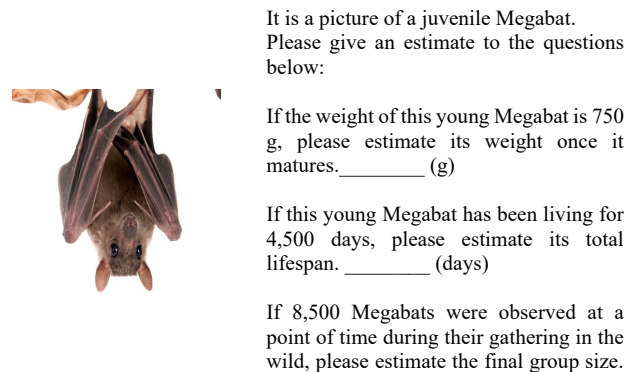 It is a picture of a juvenile Megabat.
Please give an estimate to the questions
below:
If the weight of this young Megabat is 750
g, please estimate its weight once it
matures.________ (g)
If this young Megabat has been living for
4,500 days, please estimate its total
lifespan. ________ (days)
If 8,500 Megabats were observed at a
point of time during their gathering in the
wild, please estimate the final group size.